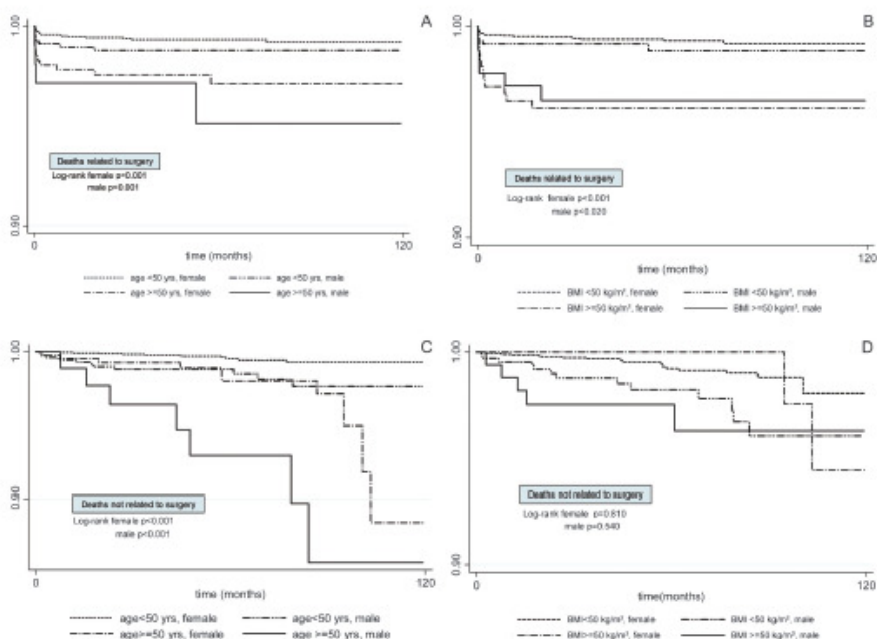 A
1.00
0.90
Deaths related to surgery
Log-rank female p=0.001
male p=0.001
0 120
time (months)
age <50 yrs, female age <50 yrs, male
age >=50 yrs, female age >=50 yrs, male
B
1.00
0.90
Deaths related to surgery
Log-rank female p<0.001
male p<0.020
0 120
time (months)
BMI <50 kg/m², female BMI <50 kg/m², male
BMI >=50 kg/m², female BMI >=50 kg/m², male
C
1.00
0.90
Deaths not related to surgery
Log-rank female p<0.001
male p<0.001
0 120
time (months)
age<50 yrs, female age<50 yrs, male
age>=50 yrs, female age >=50 yrs, male
D
1.00
0.90
Deaths not related to surgery
Log-rank female p=0.810
male p=0.540
0 120
time(months)
BMI<50 kg/m², female BMI <50 kg/m², male
BMI>=50 kg/m², female BMI >=50 kg/m², male